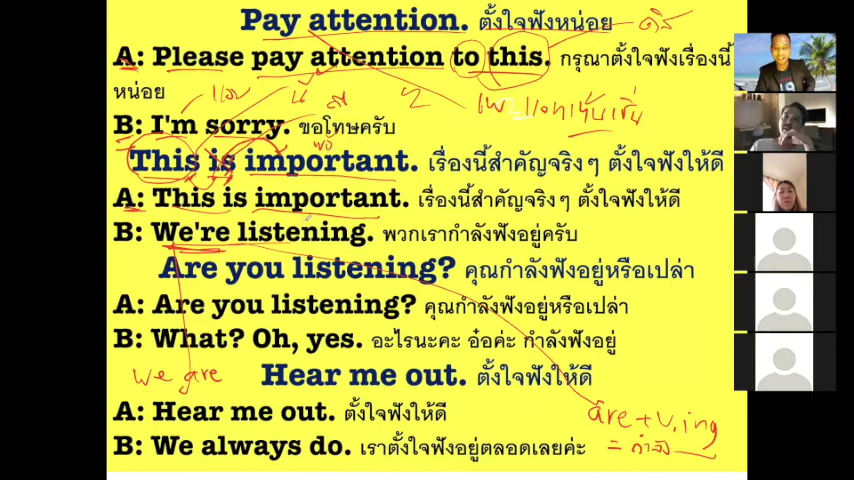 Pay attention. ตั้งใจฟังหน่อย
A: Please pay attention to this. กรุณาตั้งใจฟังเรื่องนี้
หน่อย
B: I'm sorry. ขอโทษครับ
This is important. เรื่องนี้สำคัญจริง ๆ ตั้งใจฟังให้ดี
A: This is important. เรื่องนี้สำคัญจริง ๆ ตั้งใจฟังให้ดี
B: We're listening. พวกเรากำลังฟังอยู่ครับ
Are you listening? คุณกำลังฟังอยู่หรือเปล่า
A: Are you listening? คุณกำลังฟังอยู่หรือเปล่า
B: What? Oh, yes. อะไรนะคะ อ๋อค่ะ กำลังฟังอยู่
we are
Hear me out. ตั้งใจฟังให้ดี
A: Hear me out. ตั้งใจฟังให้ดี
are + v.ing
B: We always do. เราตั้งใจฟังอยู่ตลอดเลยค่ะ
= กำลัง